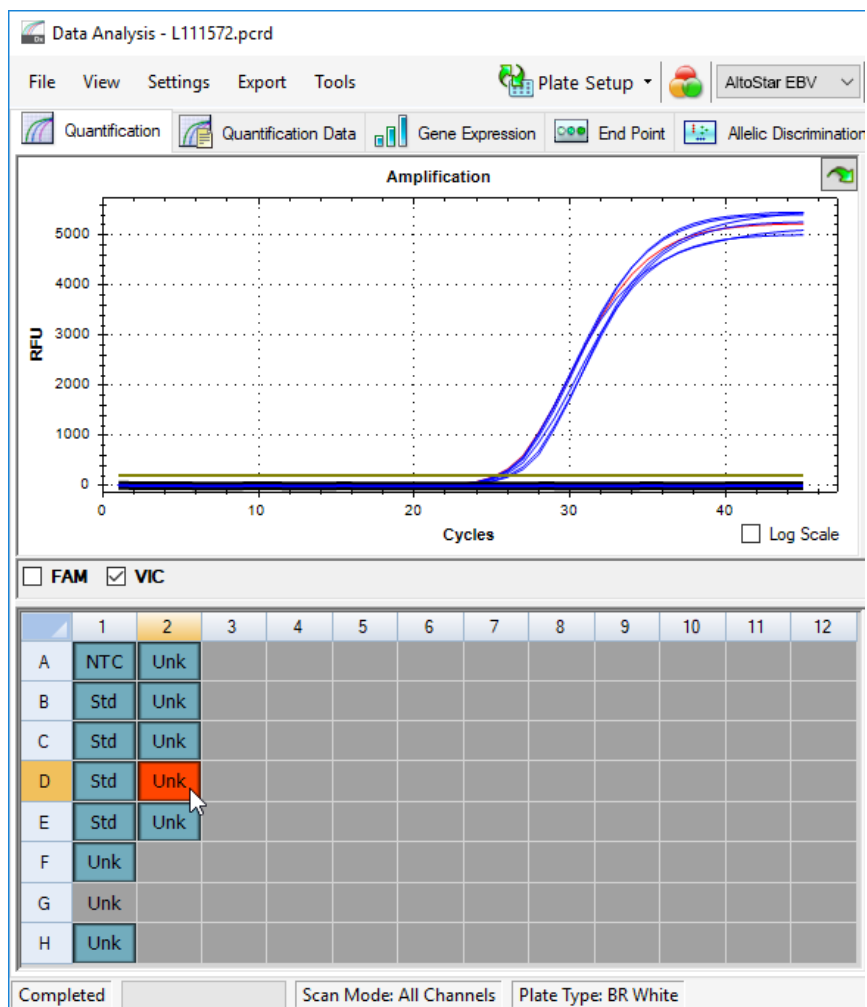 Data Analysis - L111572.pcrd
File View Settings Export Tools Plate Setup AltoStar EBV
Quantification Quantification Data Gene Expression End Point Allelic Discrimination
Amplification
5000
4000
3000
2000
1000
0
RFU
0 10 20 30 40
Cycles
Log Scale
FAM VIC
1 2 3 4 5 6 7 8 9 10 11 12
A NTC Unk
B Std Unk
C Std Unk
D Std Unk
E Std Unk
F Unk
G Unk
H Unk
Completed Scan Mode: All Channels Plate Type: BR White